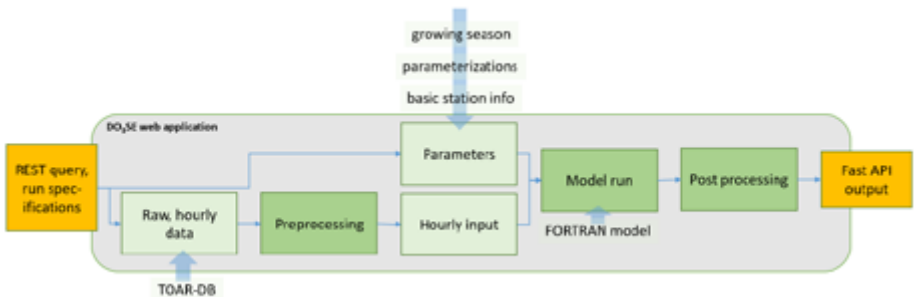 growing season
parameterizations
basic station info
DO₃SE web application
REST query,
run spec-
ifications
Parameters
Raw, hourly
data
Preprocessing
Hourly input
Model run
FORTRAN model
Post processing
Fast API
output
TOAR-DB